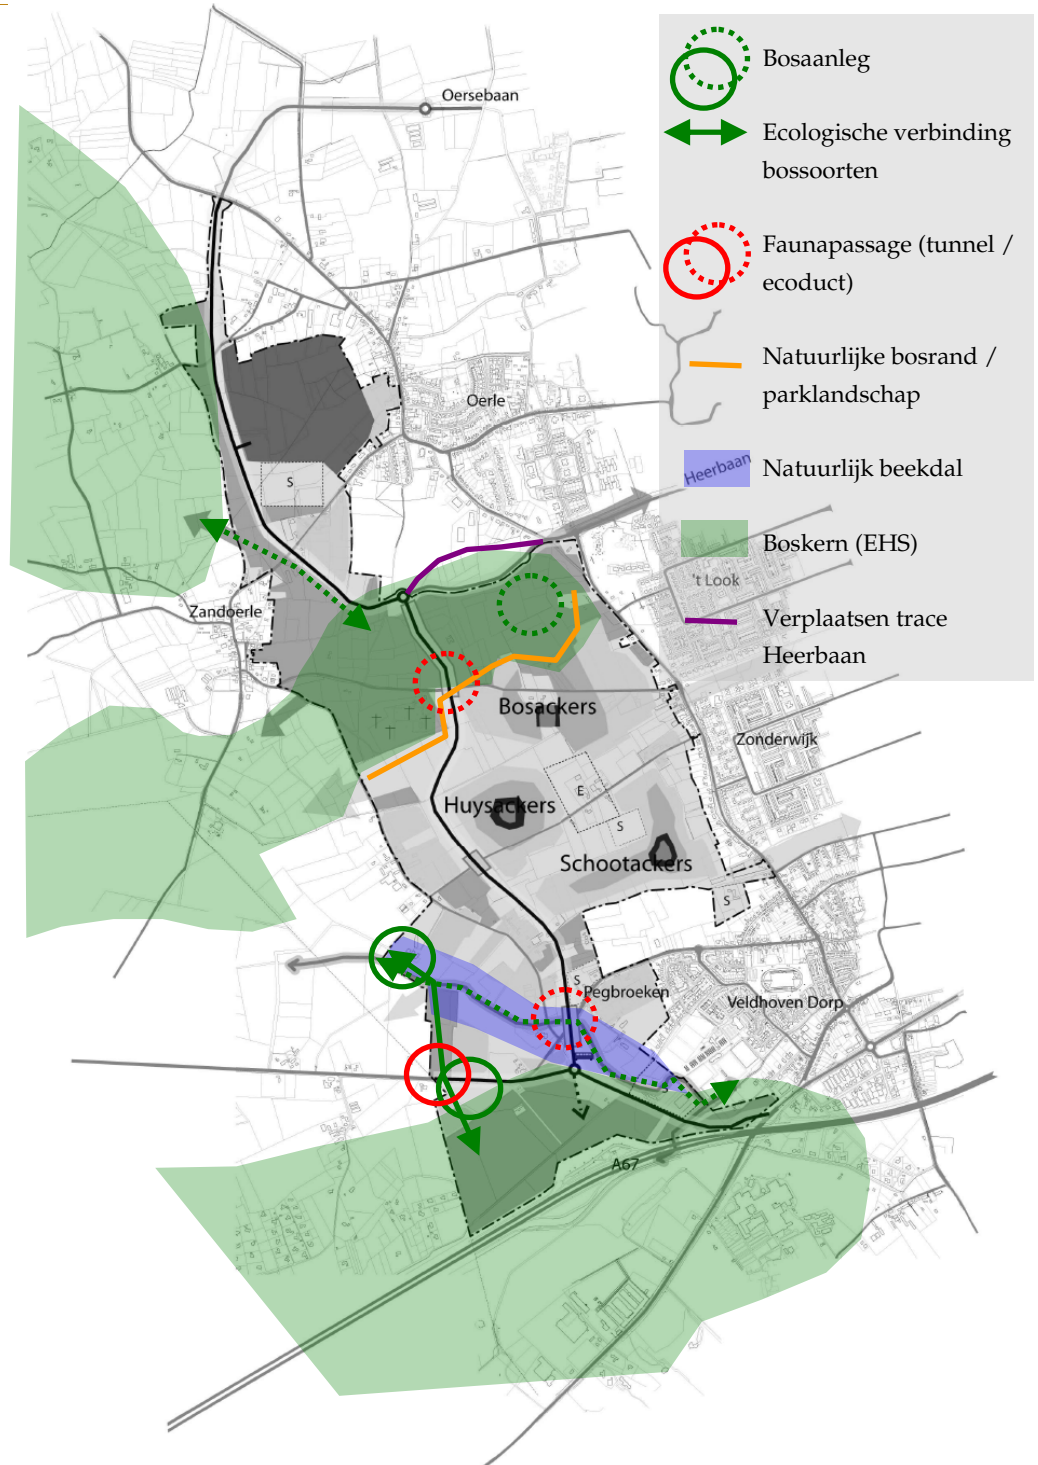 Bosaanleg
Ecologische verbinding
bossoorten
Faunapassage (tunnel /
ecoduct)
Natuurlijke bosrand /
parklandschap
Natuurlijk beekdal
Boskern (EHS)
Verplaatsen trace
Heerbaan
Oersebaan
Oerle
Heerbaan
S
't Look
Zandoerle
Bosackers
Zonderwijk
E
Huysackers
S
Schootackers
S
S
Pegbroeken
Veldhoven Dorp
S
A67